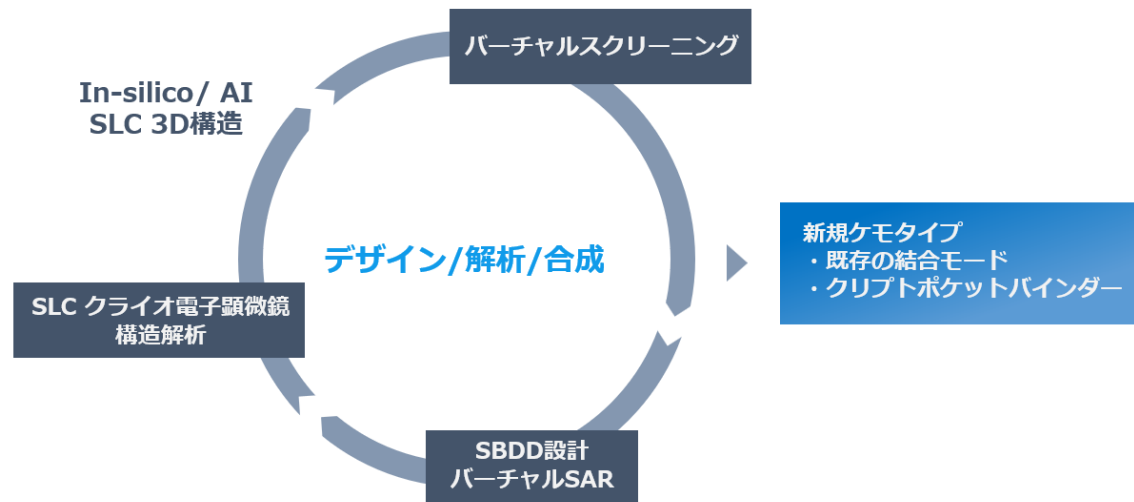 バーチャルスクリーニング
In-silico/ AI
SLC 3D構造
デザイン/解析/合成
新規ケモタイプ
・既存の結合モード
・クリプトポケットバインダー
SLC クライオ電子顕微鏡
構造解析
SBDD設計
バーチャルSAR